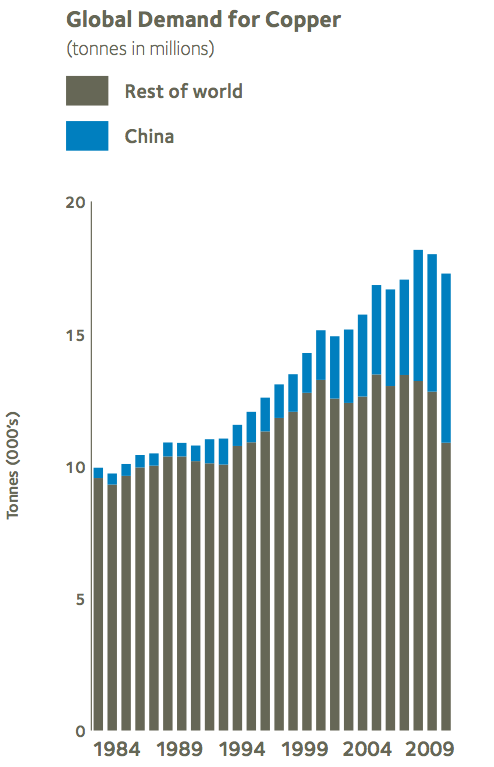 Global Demand for Copper
(tonnes in millions)
Rest of world
China
20
15
10
5
0
Tonnes (000's)
1984 1989 1994 1999 2004 2009